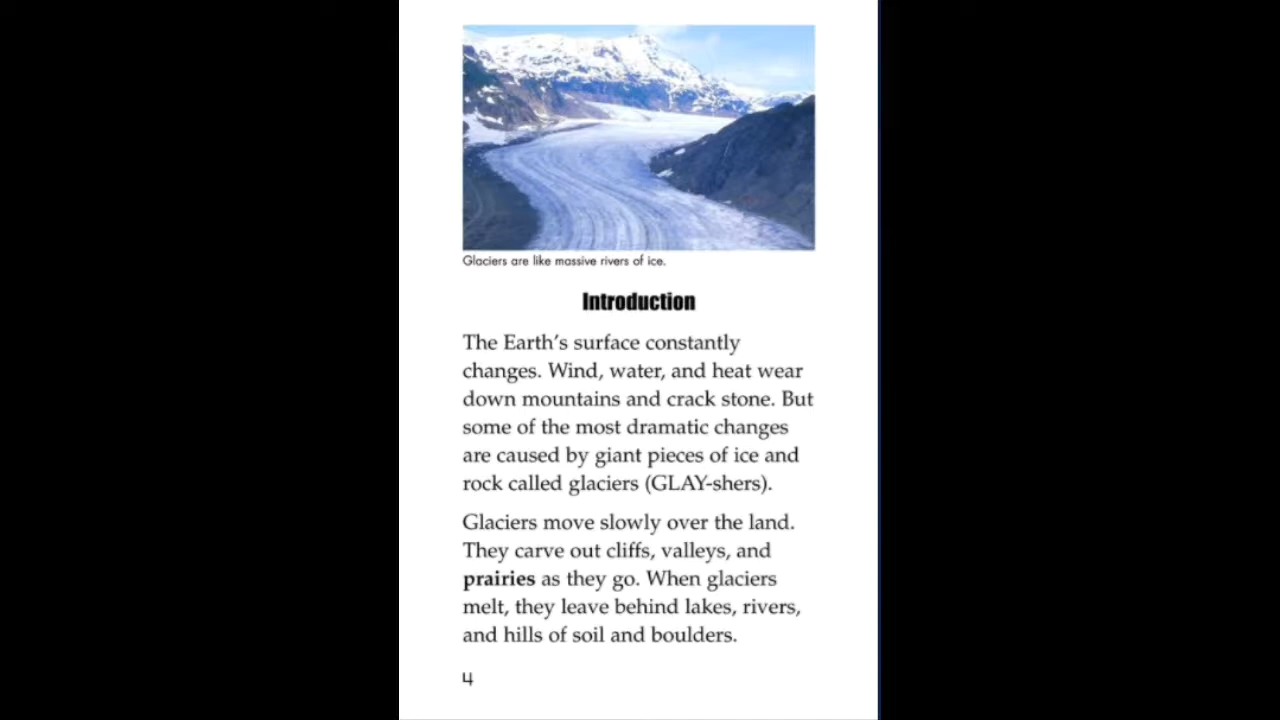 Glaciers are like massive rivers of ice.
Introduction
The Earth's surface constantly
changes. Wind, water, and heat wear
down mountains and crack stone. But
some of the most dramatic changes
are caused by giant pieces of ice and
rock called glaciers (GLAY-shers).
Glaciers move slowly over the land.
They carve out cliffs, valleys, and
prairies as they go. When glaciers
melt, they leave behind lakes, rivers,
and hills of soil and boulders.
4